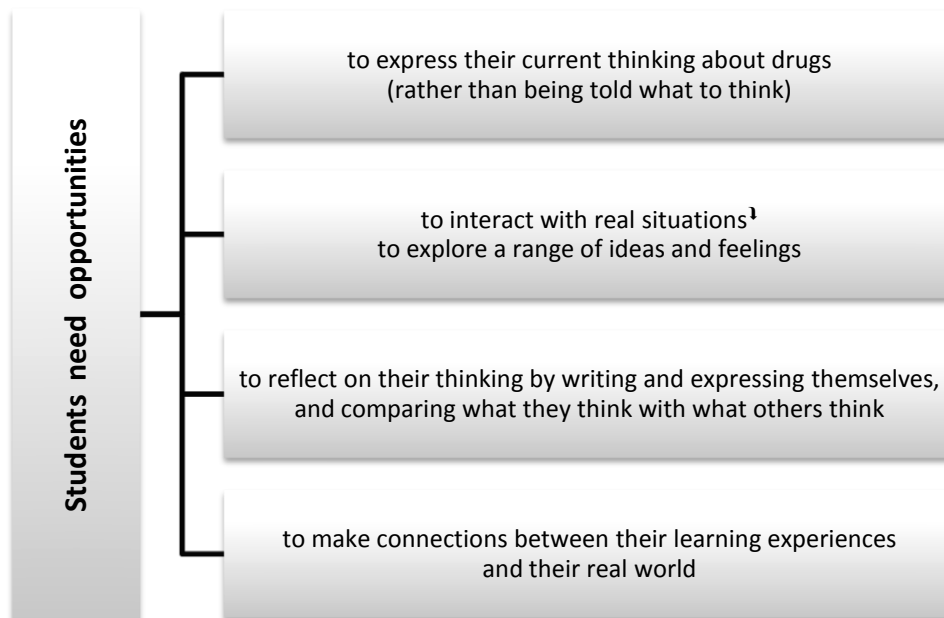 Students need opportunities
to express their current thinking about drugs
(rather than being told what to think)
to interact with real situations
to explore a range of ideas and feelings
to reflect on their thinking by writing and expressing themselves,
and comparing what they think with what others think
to make connections between their learning experiences
and their real world